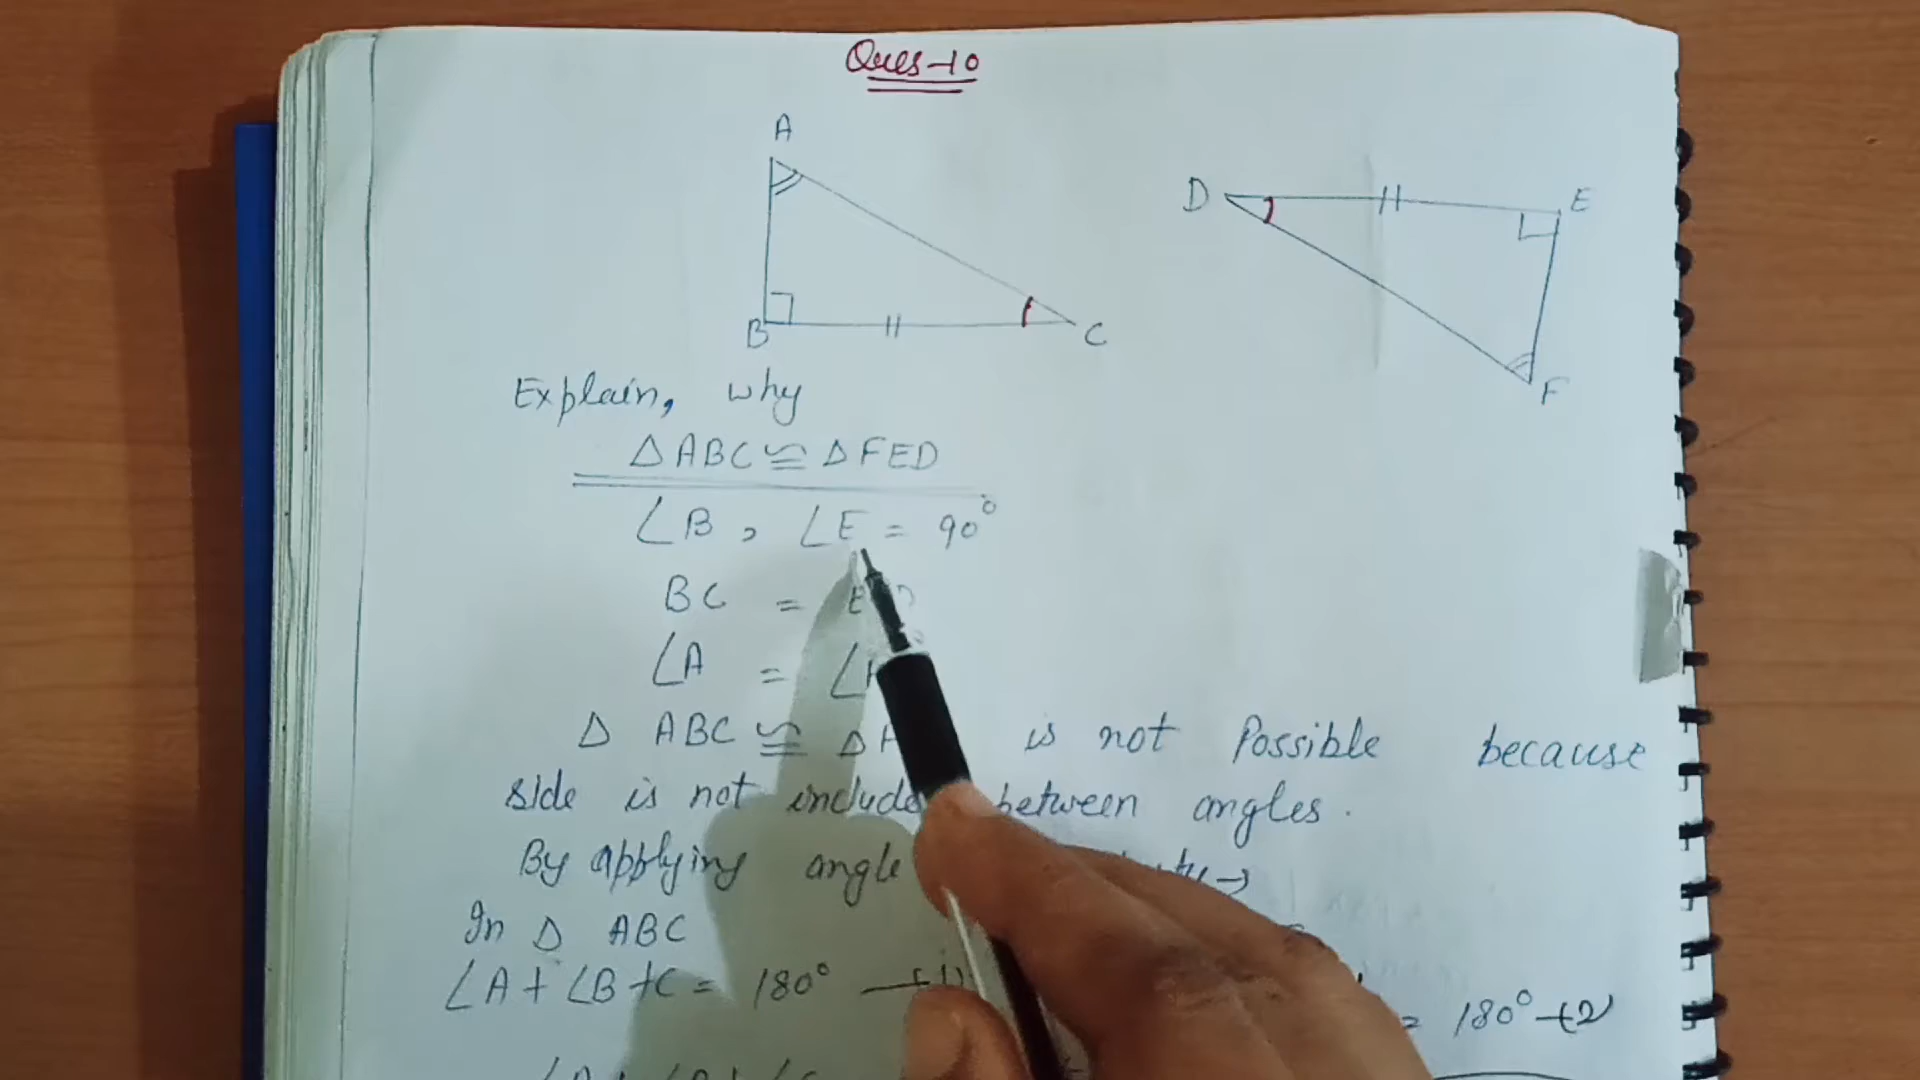 Ques-10
A
D E
B C
F
Explain, why
△ABC ≅ △FED
∠B, ∠E = 90°
BC =
∠A = ∠
△ ABC ≅ △ is not Possible because
side is not include between angles.
By applying angle
In △ ABC
∠A + ∠B + C = 180°
= 180°